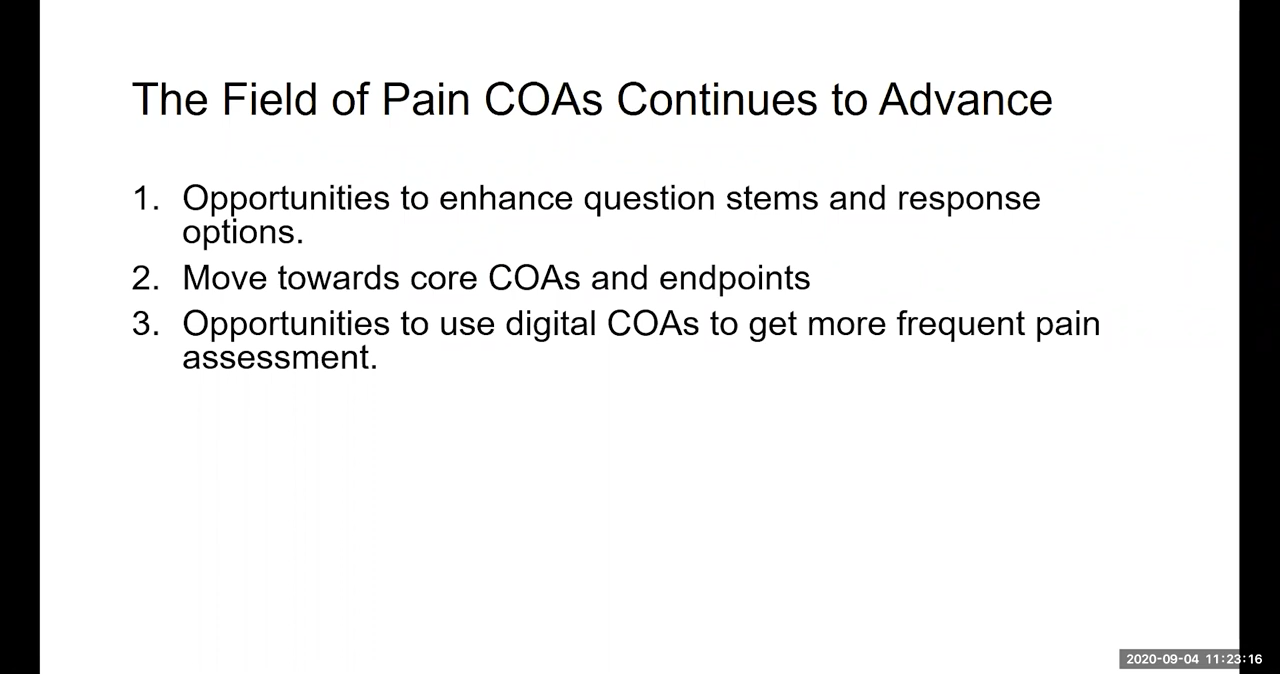 The Field of Pain COAs Continues to Advance
1. Opportunities to enhance question stems and response
options.
2. Move towards core COAs and endpoints
3. Opportunities to use digital COAs to get more frequent pain
assessment.
2020-09-04 11:23:16